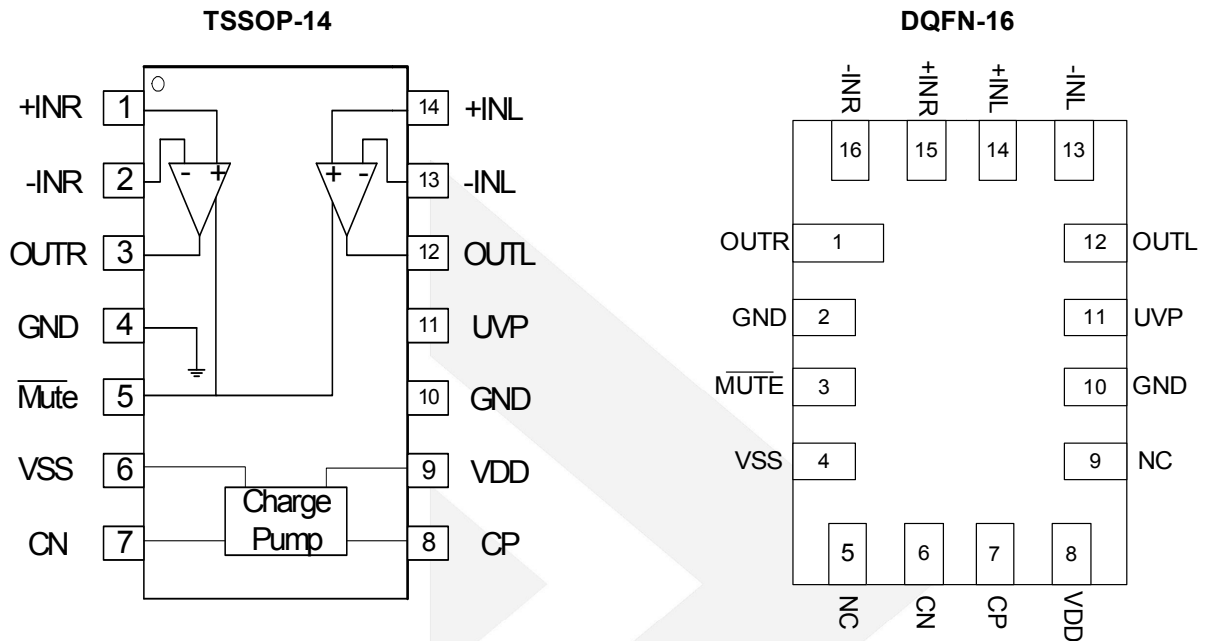 TSSOP-14
+INR 1 14 +INL
- + + -
-INR 2 13 -INL
OUTR 3 12 OUTL
GND 4 11 UVP
Mute 5 10 GND
VSS 6 9 VDD
Charge
Pump
CN 7 8 CP
DQFN-16
-INR +INR +INL -INL
16 15 14 13
OUTR 1 12 OUTL
GND 2 11 UVP
MUTE 3 10 GND
VSS 4 9 NC
5 6 7 8
NC CN CP VDD